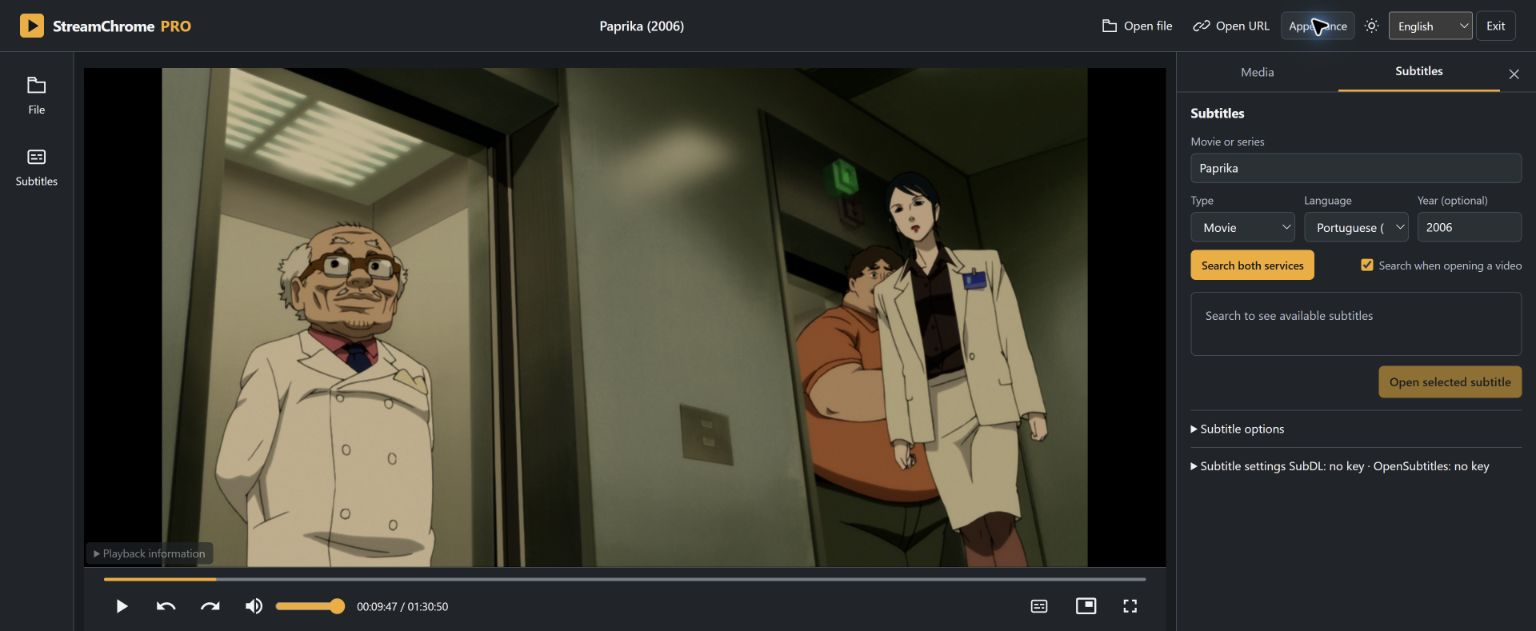 StreamChrome PRO
Paprika (2006)
Open file
Open URL
Appearance
English
Exit
File
Subtitles
Media
Subtitles
Subtitles
Movie or series
Paprika
Type
Language
Year (optional)
Movie
Portuguese (
2006
Search both services
Search when opening a video
Search to see available subtitles
Open selected subtitle
Subtitle options
Subtitle settings SubDL: no key · OpenSubtitles: no key
Playback information
00:09:47 / 01:30:50